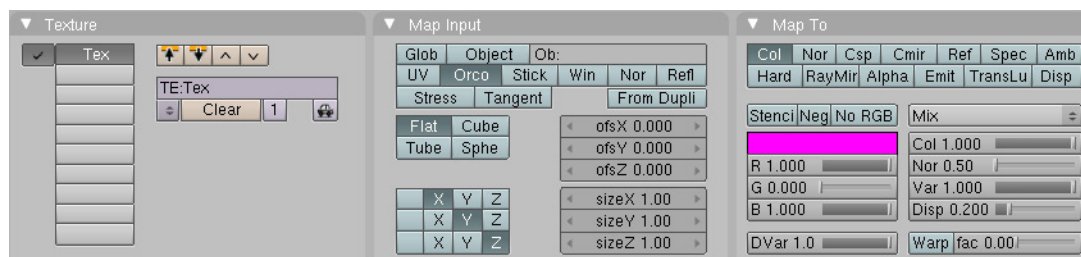 Texture
Tex
TE:Tex
Clear 1
Map Input
Glob Object Ob:
UV Orco Stick Win Nor Refl
Stress Tangent From Dupli
Flat Cube
Tube Sphe
ofsX 0.000
ofsY 0.000
ofsZ 0.000
X Y Z
X Y Z
X Y Z
sizeX 1.00
sizeY 1.00
sizeZ 1.00
Map To
Col Nor Csp Cmir Ref Spec Amb
Hard RayMir Alpha Emit TransLu Disp
Stenci Neg No RGB
R 1.000
G 0.000
B 1.000
DVar 1.0
Mix
Col 1.000
Nor 0.50
Var 1.000
Disp 0.200
Warp fac 0.00